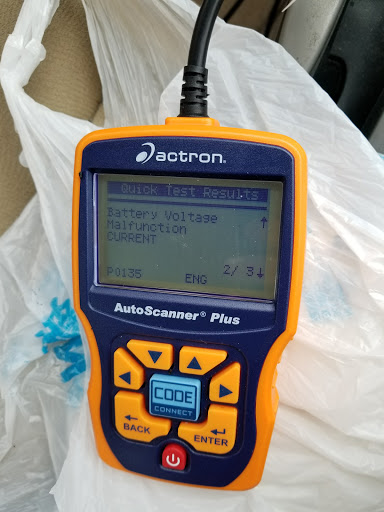 actron®
Quick Test Results
Battery Voltage
Malfunction
CURRENT
P0135 ENG 2/ 3
AutoScanner® Plus
CODE
CONNECT
BACK
ENTER